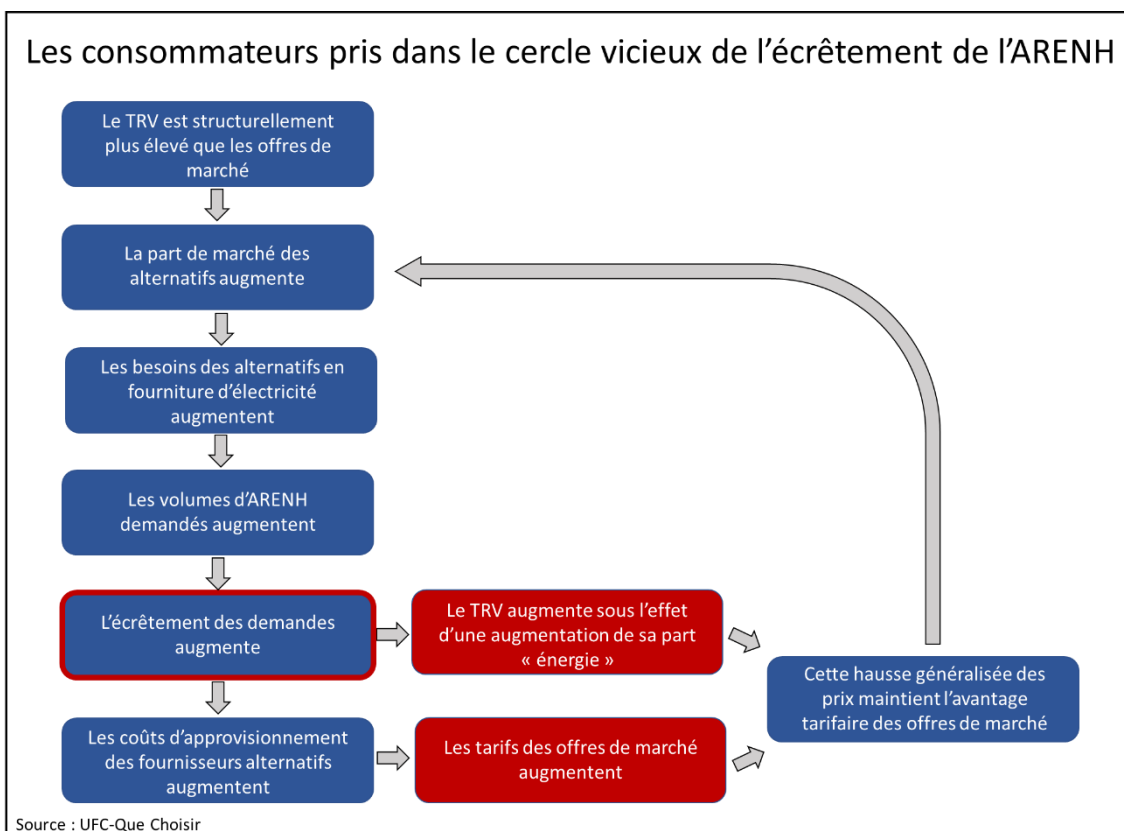 Les consommateurs pris dans le cercle vicieux de l’écrêtement de l’ARENH
Le TRV est structurellement
plus élevé que les offres de
marché
La part de marché des
alternatifs augmente
Les besoins des alternatifs en
fourniture d’électricité
augmentent
Les volumes d’ARENH
demandés augmentent
L’écrêtement des demandes
augmente
Le TRV augmente sous l’effet
d’une augmentation de sa part
« énergie »
Cette hausse généralisée des
prix maintient l’avantage
tarifaire des offres de marché
Les coûts d’approvisionnement
des fournisseurs alternatifs
augmentent
Les tarifs des offres de marché
augmentent
Source : UFC-Que Choisir